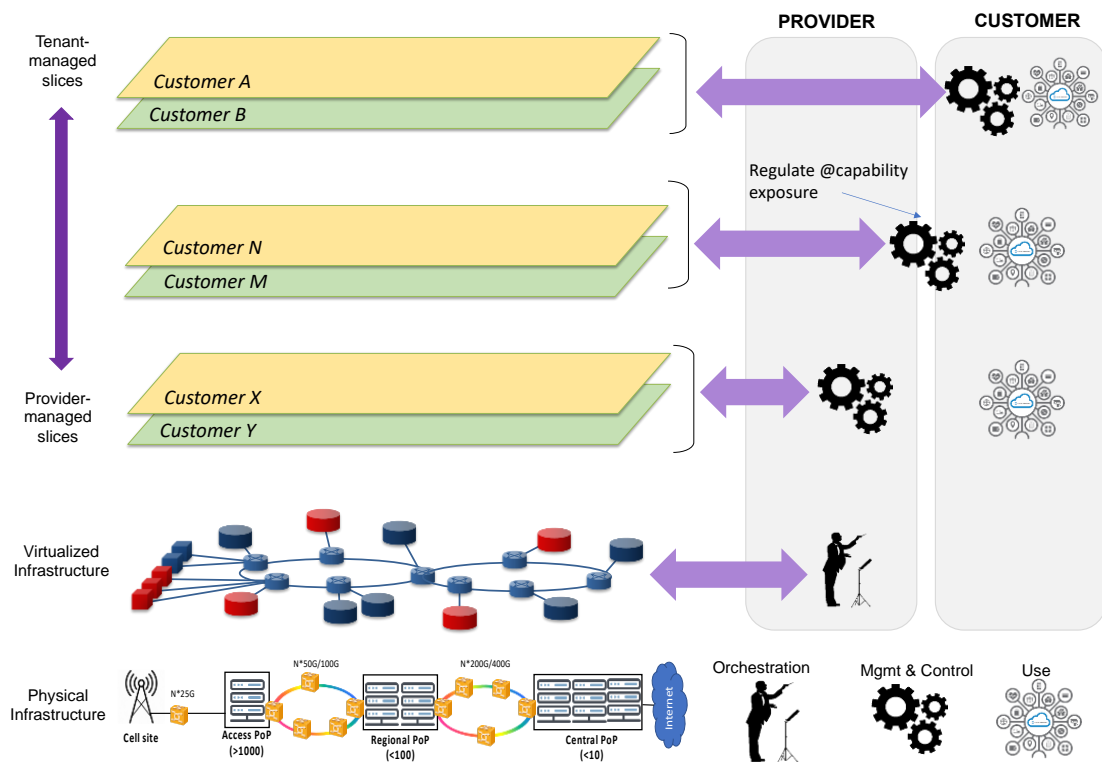 PROVIDER
CUSTOMER
Tenant-
managed
slices
Customer A
Customer B
Regulate @capability
exposure
Customer N
Customer M
Customer X
Customer Y
Provider-
managed
slices
Virtualized
Infrastructure
Physical
Infrastructure
N*25G
N*50G/100G
N*200G/400G
Internet
Cell site
Access PoP
(>1000)
Regional PoP
(<100)
Central PoP
(<10)
Orchestration
Mgmt & Control
Use